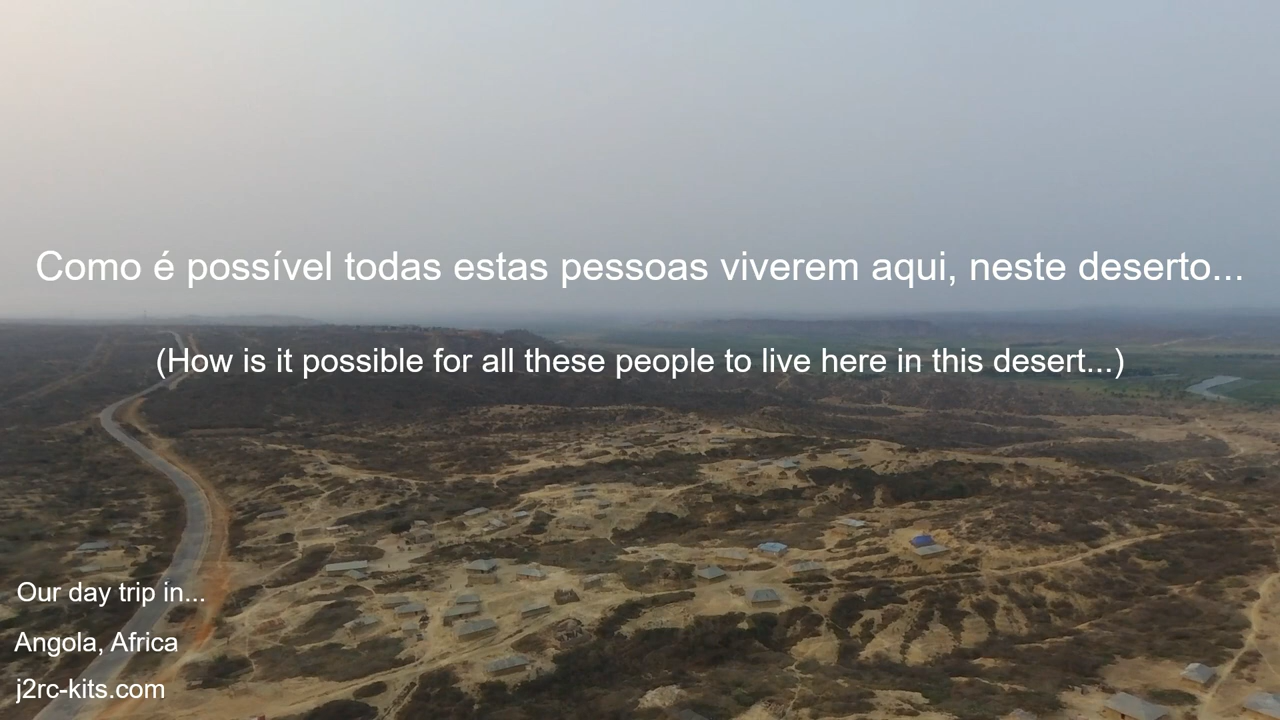 Como é possível todas estas pessoas viverem aqui, neste deserto...
(How is it possible for all these people to live here in this desert...)
Our day trip in...
Angola, Africa
j2rc-kits.com